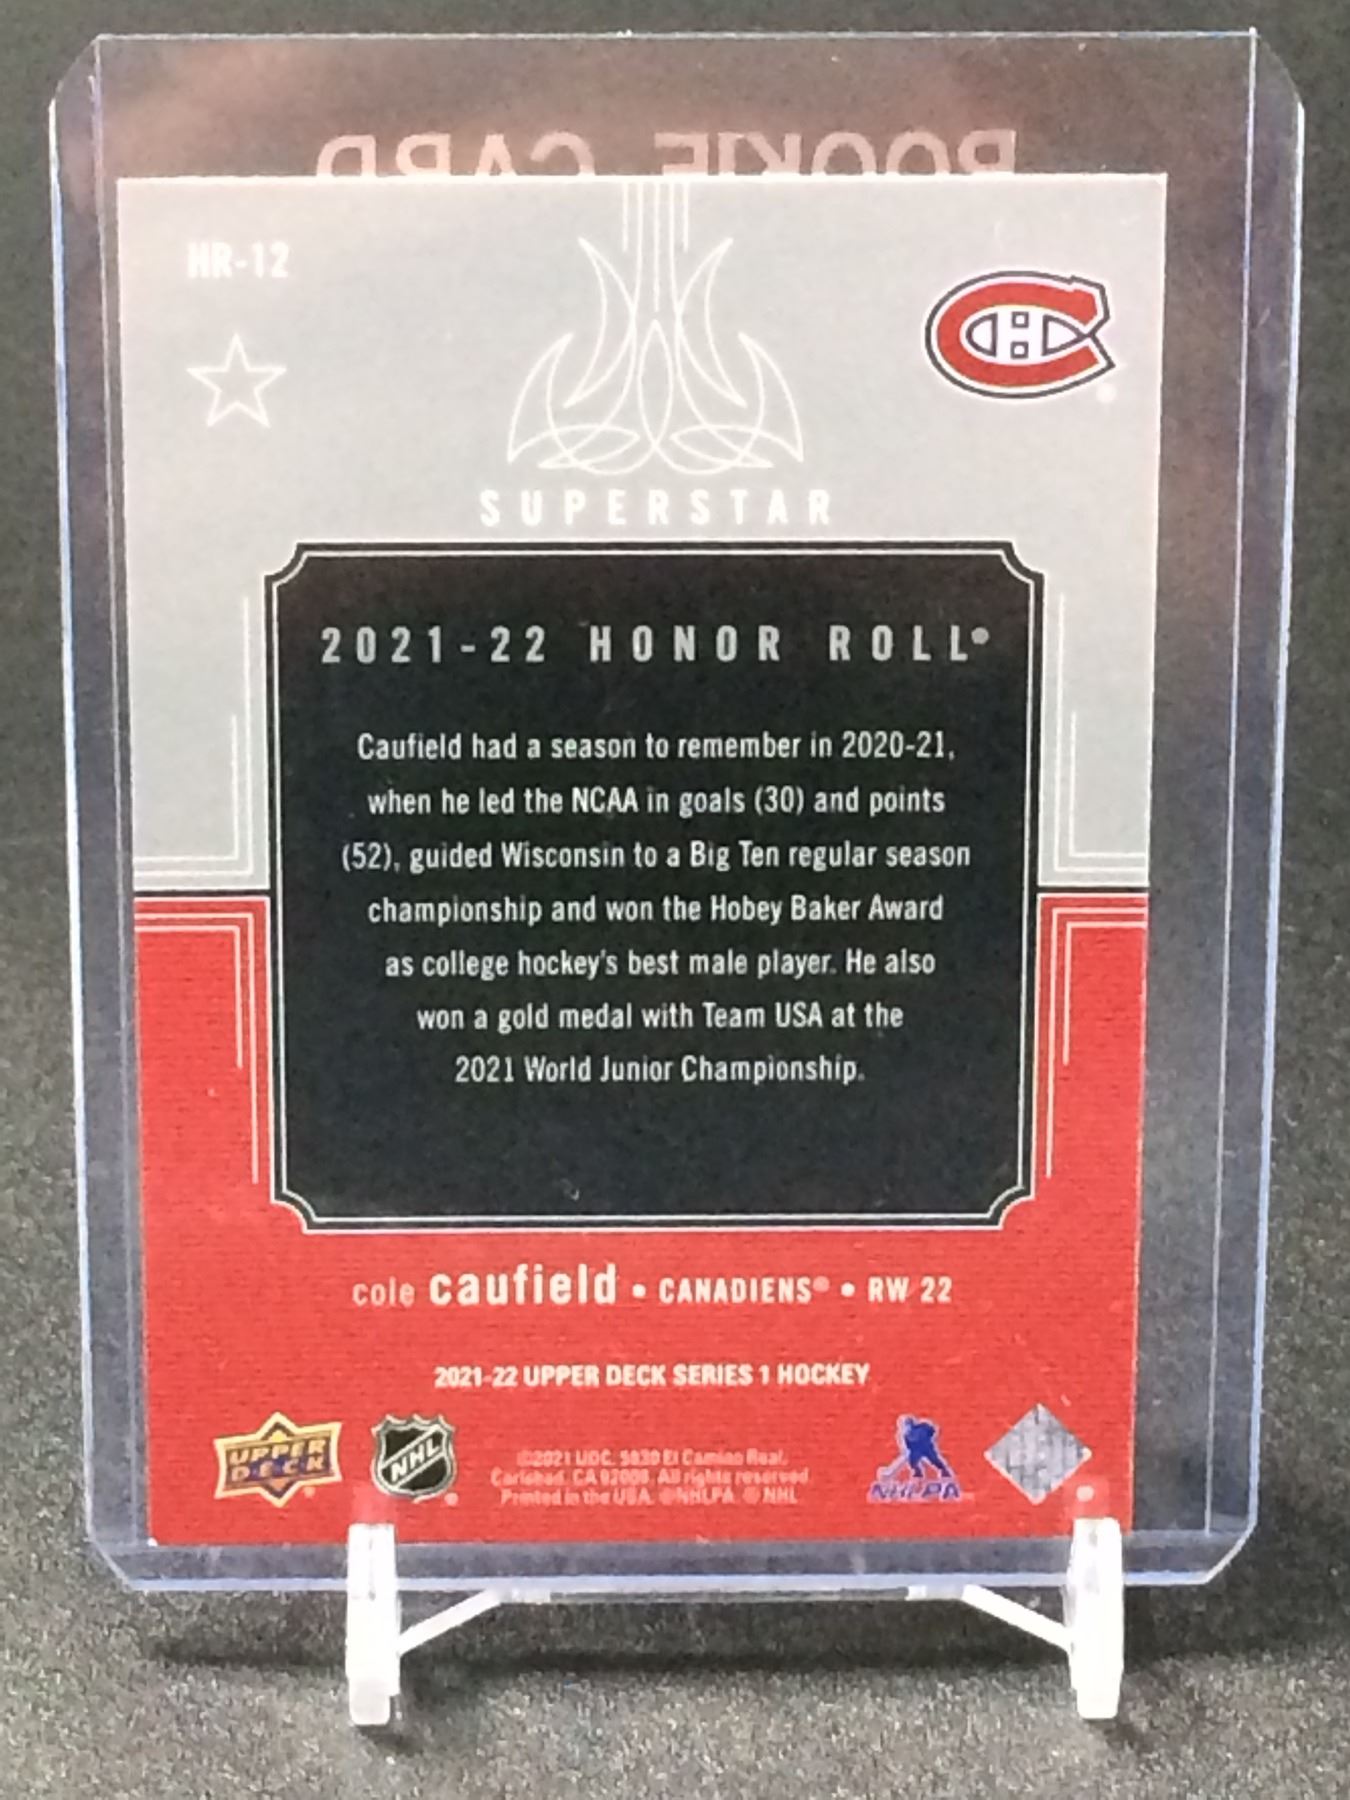 ROOKIE CARD
HR-12
SUPERSTAR
2021-22 HONOR ROLL®
Caufield had a season to remember in 2020-21,
when he led the NCAA in goals (30) and points
(52), guided Wisconsin to a Big Ten regular season
championship and won the Hobey Baker Award
as college hockey's best male player. He also
won a gold medal with Team USA at the
2021 World Junior Championship.
cole caufield • CANADIENS® • RW 22
2021-22 UPPER DECK SERIES 1 HOCKEY
UPPER DECK
NHL
©2021 UDC. 5830 El Camino Real,
Carlsbad, CA 92008. All rights reserved.
Printed in the USA. ©NHLPA. © NHL
NHLPA